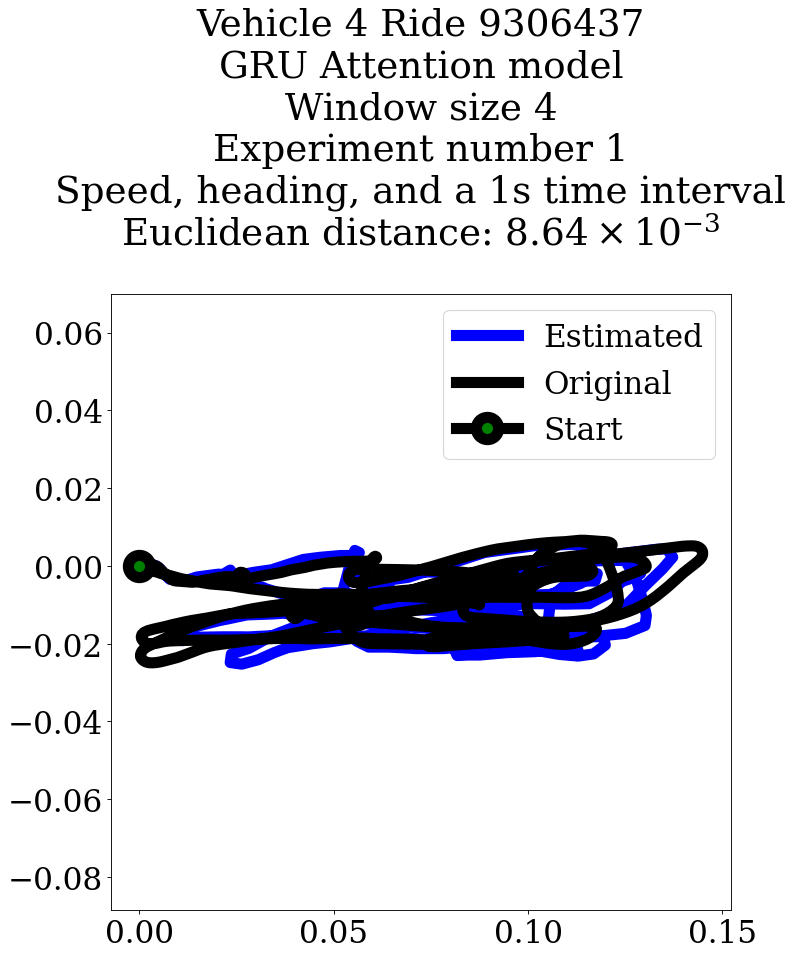 Vehicle 4 Ride 9306437
GRU Attention model
Window size 4
Experiment number 1
Speed, heading, and a 1s time interval
Euclidean distance: 8.64 × 10⁻³
Estimated
Original
Start
0.06
0.04
0.02
0.00
−0.02
−0.04
−0.06
−0.08
0.00 0.05 0.10 0.15